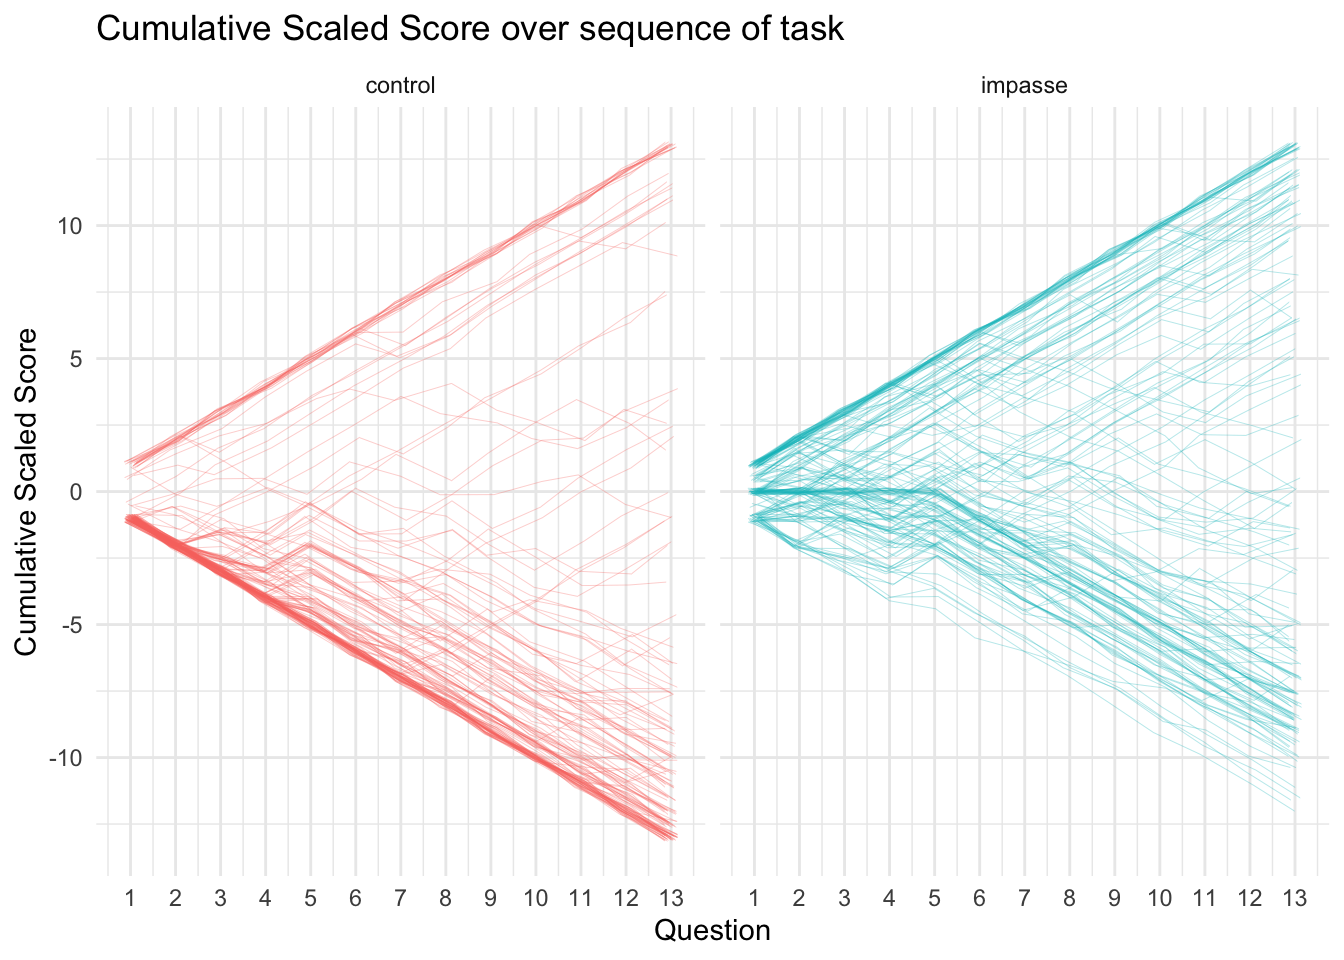 Cumulative Scaled Score over sequence of task
control
impasse
Cumulative Scaled Score
10
5
0
-5
-10
1 2 3 4 5 6 7 8 9 10 11 12 13
1 2 3 4 5 6 7 8 9 10 11 12 13
Question